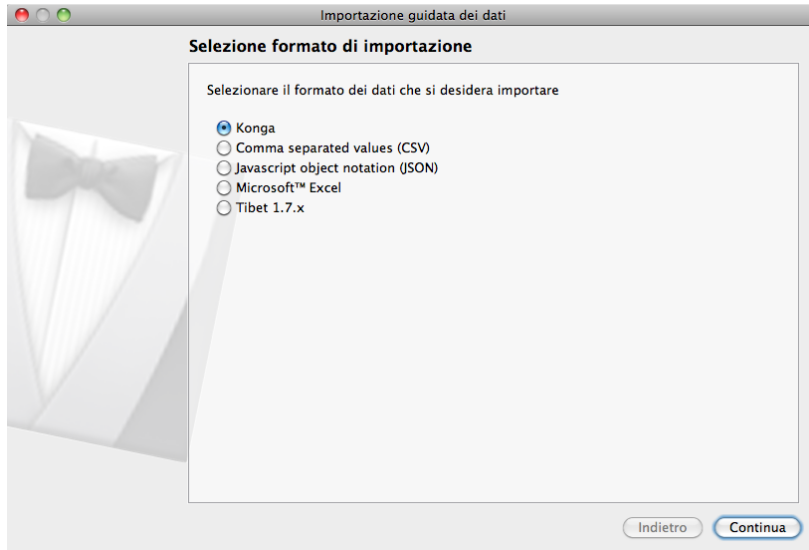 Importazione guidata dei dati
Selezione formato di importazione
Selezionare il formato dei dati che si desidera importare
Konga
Comma separated values (CSV)
Javascript object notation (JSON)
Microsoft™ Excel
Tibet 1.7.x
Indietro
Continua